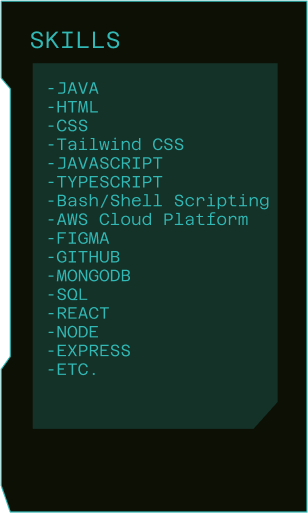 SKILLS
-JAVA
-HTML
-CSS
-Tailwind CSS
-JAVASCRIPT
-TYPESCRIPT
-Bash/Shell Scripting
-AWS Cloud Platform
-FIGMA
-GITHUB
-MONGODB
-SQL
-REACT
-NODE
-EXPRESS
-ETC.